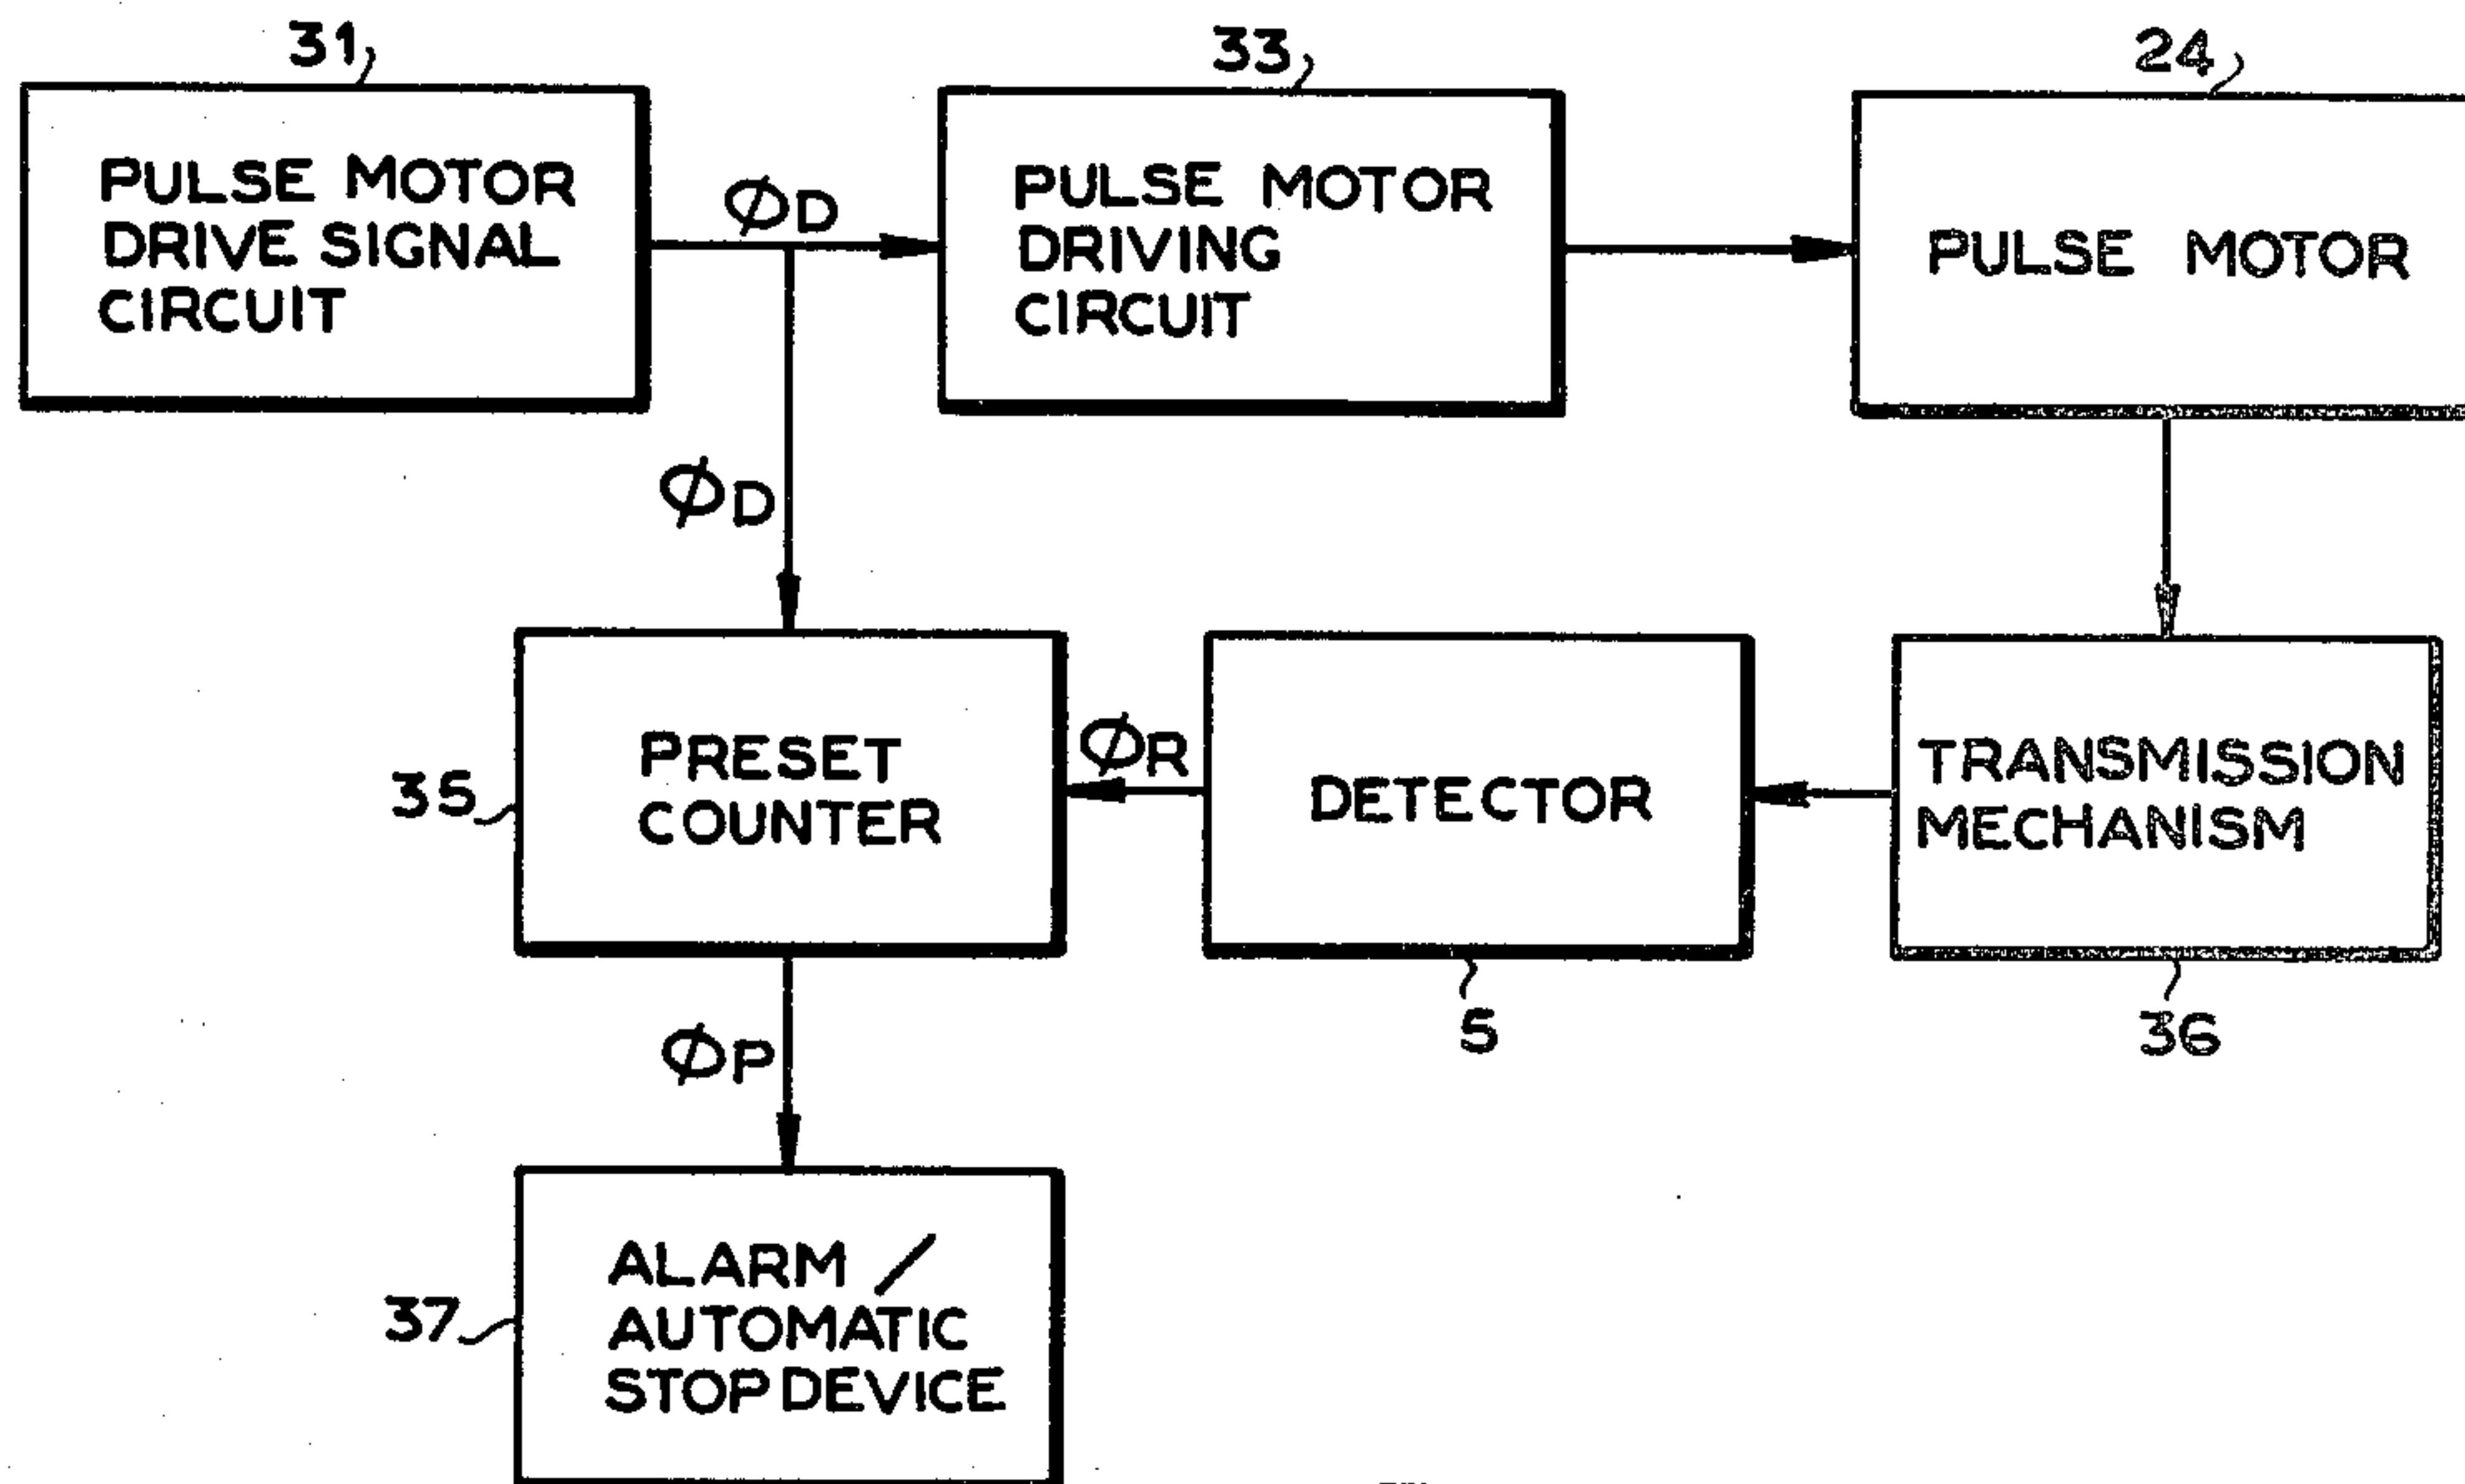 31
33
24
PULSE MOTOR
DRIVE SIGNAL
CIRCUIT
ΦD
PULSE MOTOR
DRIVING
CIRCUIT
PULSE MOTOR
ΦD
35
PRESET
COUNTER
ΦR
DETECTOR
TRANSMISSION
MECHANISM
S
36
ΦP
37
ALARM /
AUTOMATIC
STOP DEVICE